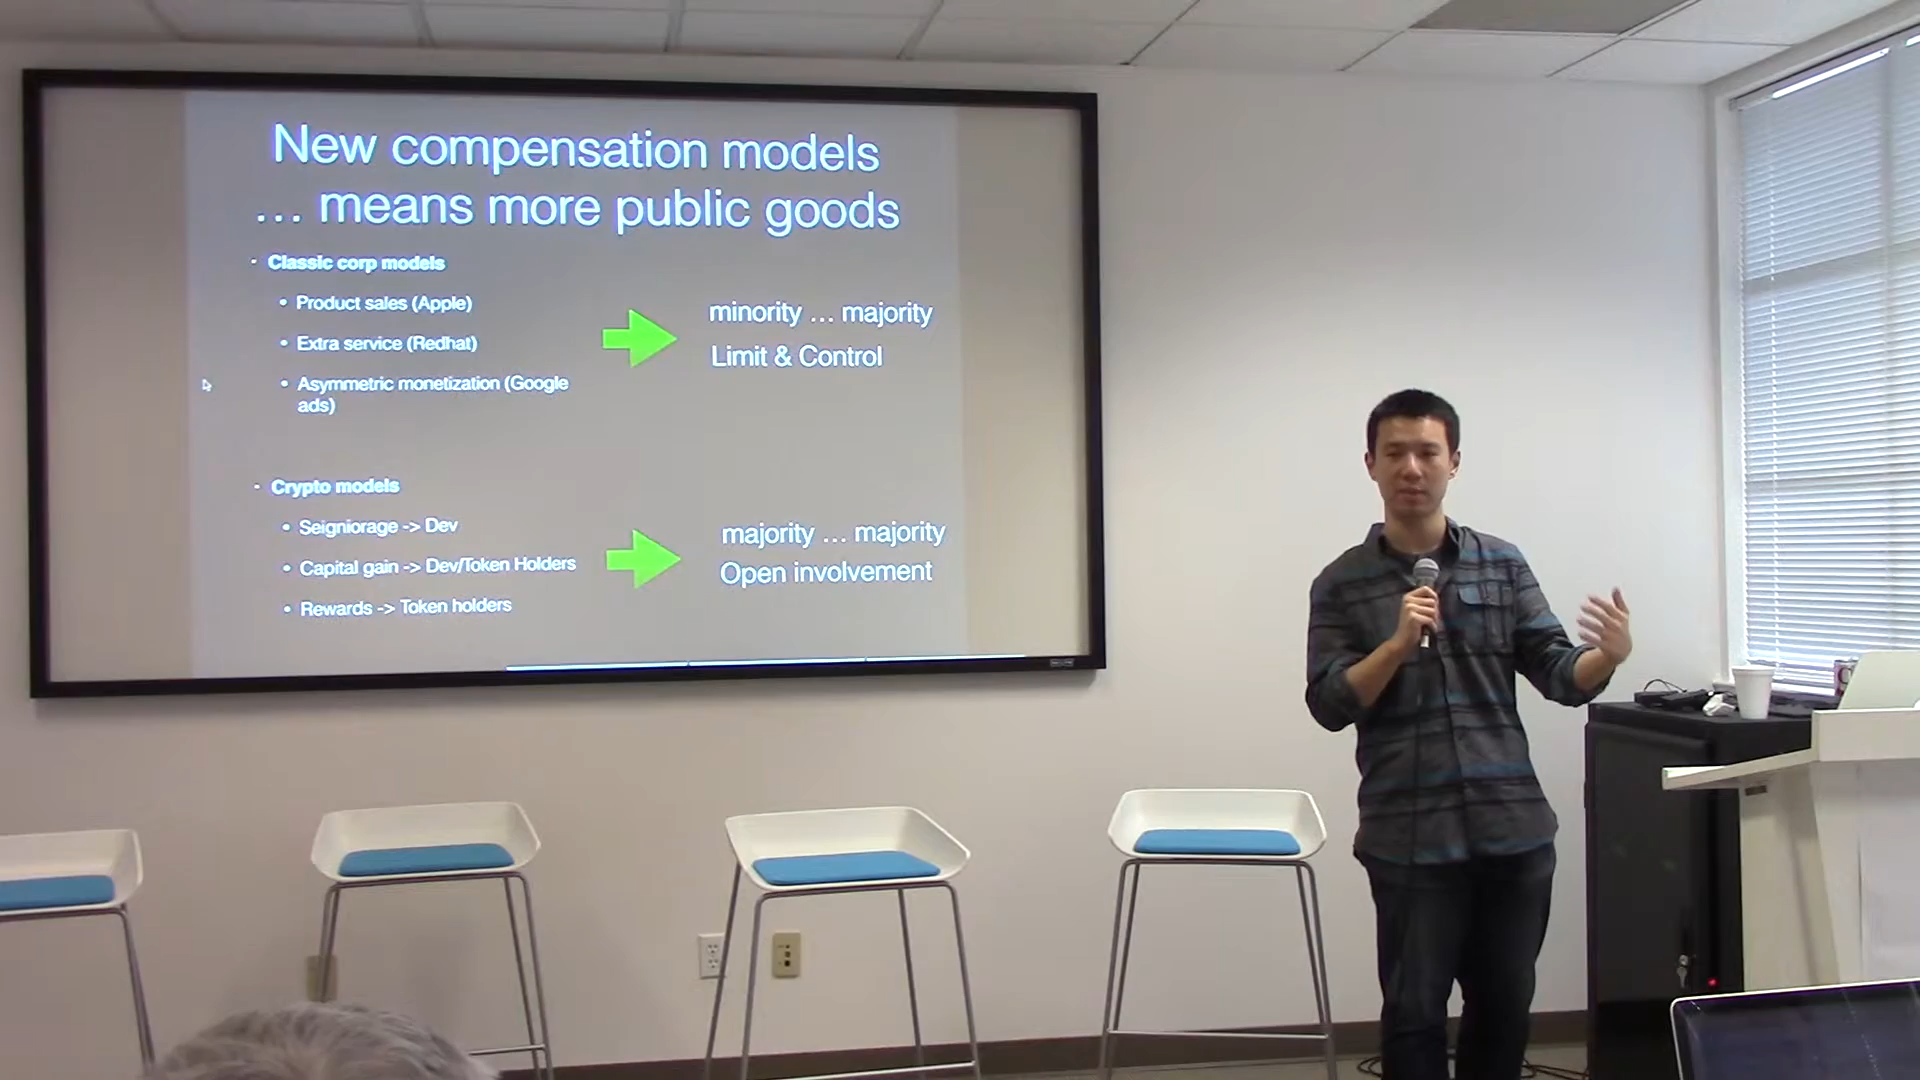 New compensation models
… means more public goods
· Classic corp models
• Product sales (Apple)
• Extra service (Redhat)
• Asymmetric monetization (Google
ads)
minority … majority
Limit & Control
· Crypto models
• Seigniorage -> Dev
• Capital gain -> Dev/Token Holders
• Rewards -> Token holders
majority … majority
Open involvement